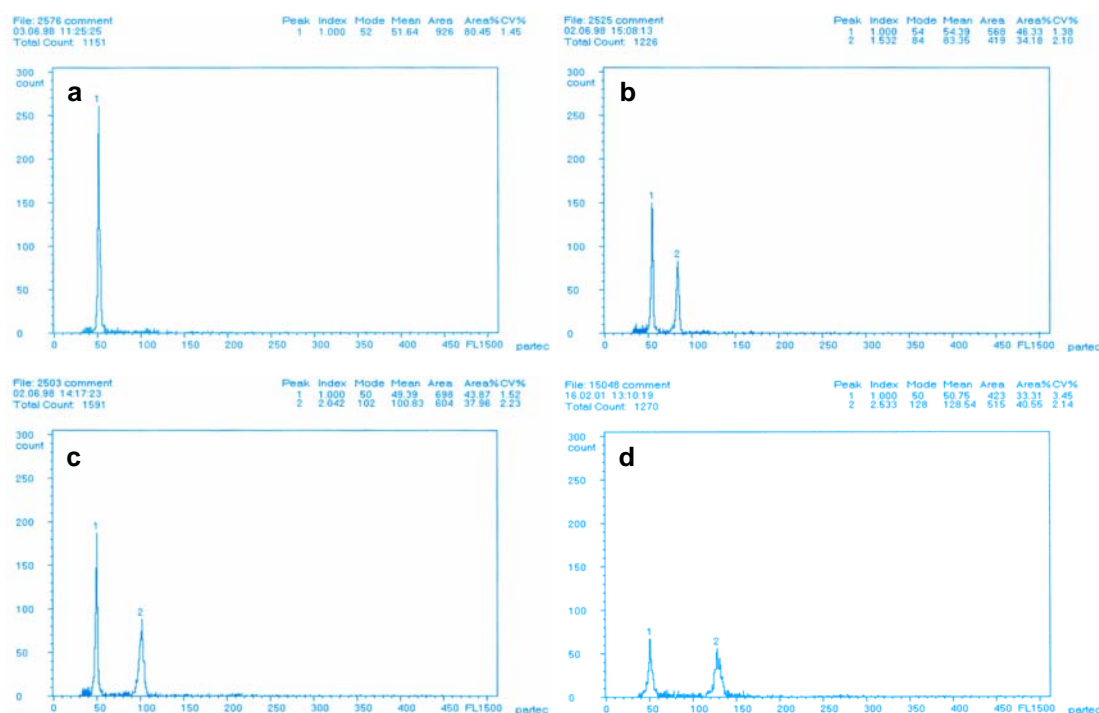 File: 2576 comment
03.06.98 11:25:25
Total Count 1151
Peak Index Mode Mean Area Area% CV%
1 1.000 52 51.64 926 80.45 1.45
300
count
250
200
150
100
50
0
a
1
0 50 100 150 200 250 300 350 400 450 FL1500 partec
File: 2525 comment
02.06.98 15:08:13
Total Count 1226
Peak Index Mode Mean Area Area% CV%
1 1.000 54 54.39 568 46.33 1.38
2 1.532 84 83.35 419 34.18 2.10
300
count
250
200
150
100
50
0
b
1
2
0 50 100 150 200 250 300 350 400 450 FL1500 partec
File: 2503 comment
02.06.98 14:17:23
Total Count 1591
Peak Index Mode Mean Area Area% CV%
1 1.000 50 49.39 698 43.87 1.52
2 2.042 102 100.83 604 37.96 2.23
300
count
250
200
150
100
50
0
c
1
2
0 50 100 150 200 250 300 350 400 450 FL1500 partec
File: 15048 comment
16.02.01 13:10:19
Total Count 1270
Peak Index Mode Mean Area Area% CV%
1 1.000 50 50.75 423 33.31 3.45
2 2.533 128 128.54 515 40.55 2.14
300
count
250
200
150
100
50
0
d
1
2
0 50 100 150 200 250 300 350 400 450 FL1500 partec